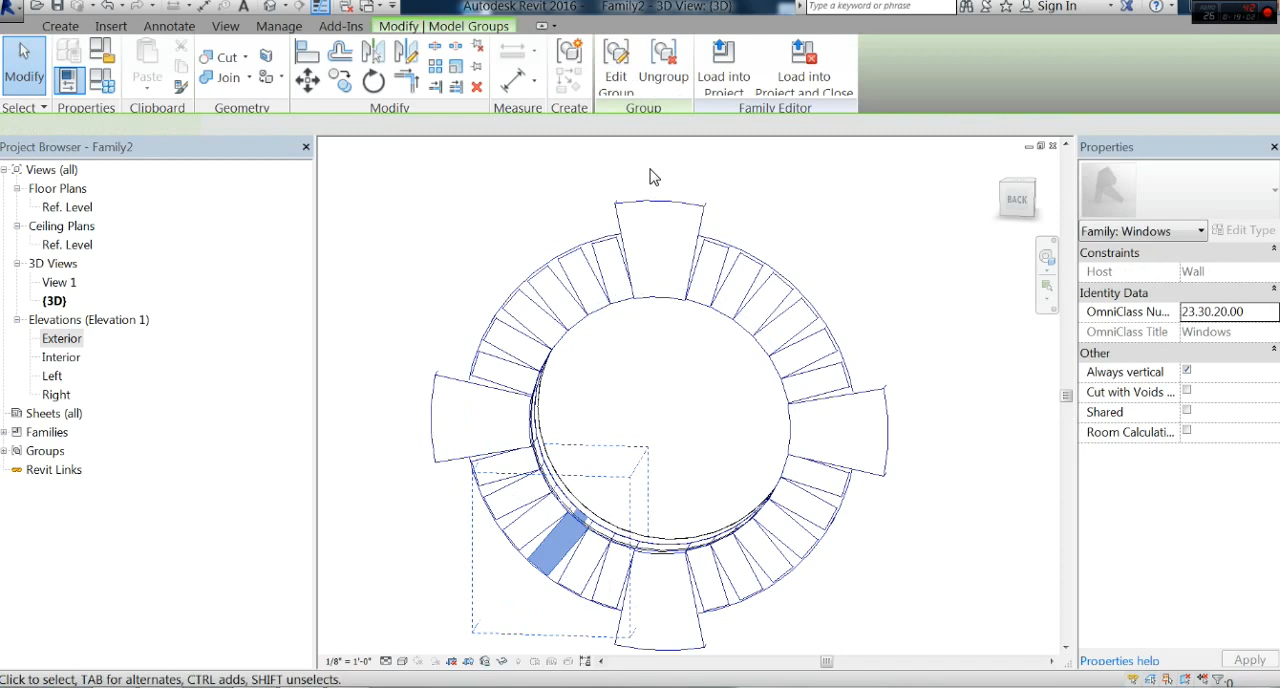 Autodesk Revit 2016 - Family2 - 3D View: {3D}
Type a keyword or phrase
Sign In
Create Insert Annotate View Manage Add-Ins Modify | Model Groups
Modify
Paste
Cut
Join
Edit Group
Ungroup
Load into Project
Load into Project and Close
Select Properties Clipboard Geometry Modify Measure Create Group Family Editor
Project Browser - Family2
Views (all)
Floor Plans
Ref. Level
Ceiling Plans
Ref. Level
3D Views
View 1
{3D}
Elevations (Elevation 1)
Exterior
Interior
Left
Right
Sheets (all)
Families
Groups
Revit Links
BACK
Properties
Family: Windows
Edit Type
Constraints
Host Wall
Identity Data
OmniClass Nu... 23.30.20.00
OmniClass Title Windows
Other
Always vertical
Cut with Voids ...
Shared
Room Calculati...
Properties help
Apply
1/8" = 1'-0"
Click to select, TAB for alternates, CTRL adds, SHIFT unselects.
:0